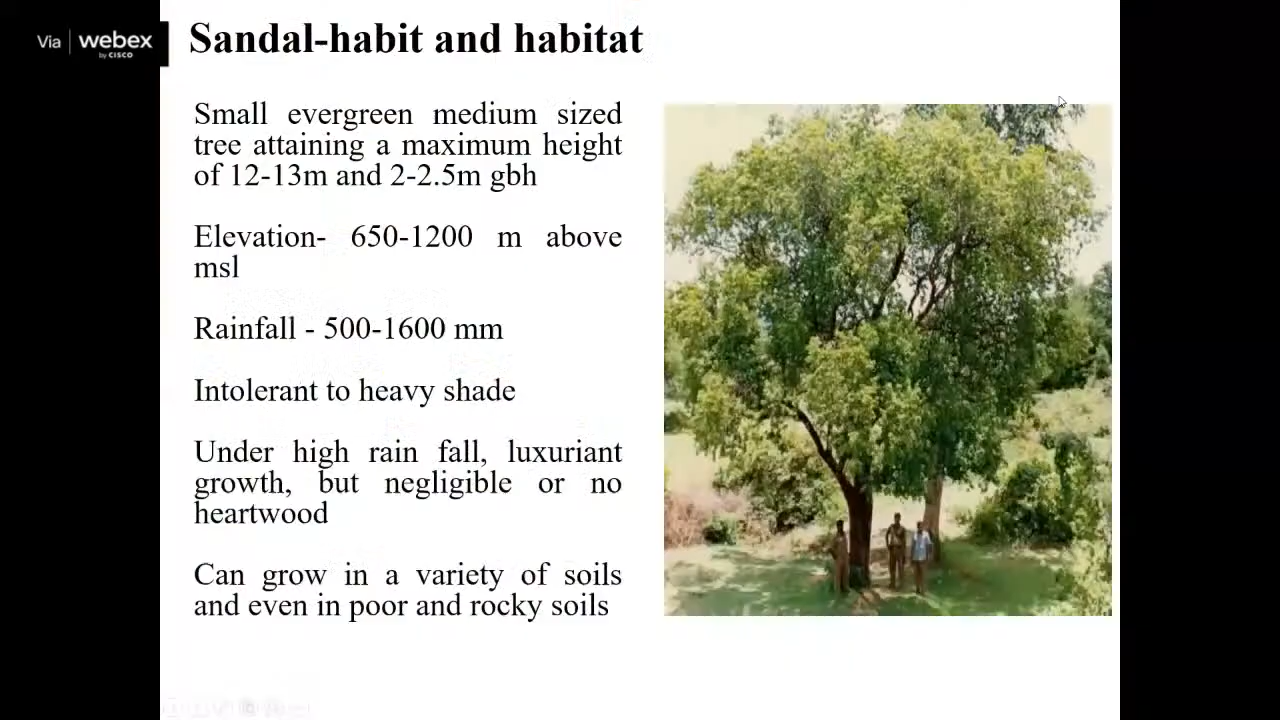 Via webex
by CISCO
Sandal-habit and habitat
Small evergreen medium sized
tree attaining a maximum height
of 12-13m and 2-2.5m gbh
Elevation- 650-1200 m above
msl
Rainfall - 500-1600 mm
Intolerant to heavy shade
Under high rain fall, luxuriant
growth, but negligible or no
heartwood
Can grow in a variety of soils
and even in poor and rocky soils